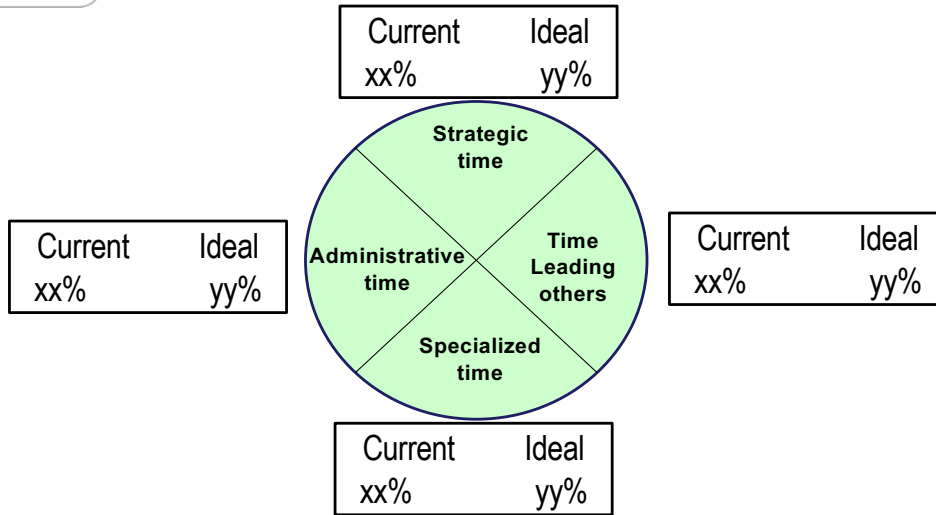 Current Ideal
xx% yy%
Strategic
time
Current Ideal
xx% yy%
Administrative
time
Time
Leading
others
Current Ideal
xx% yy%
Specialized
time
Current Ideal
xx% yy%